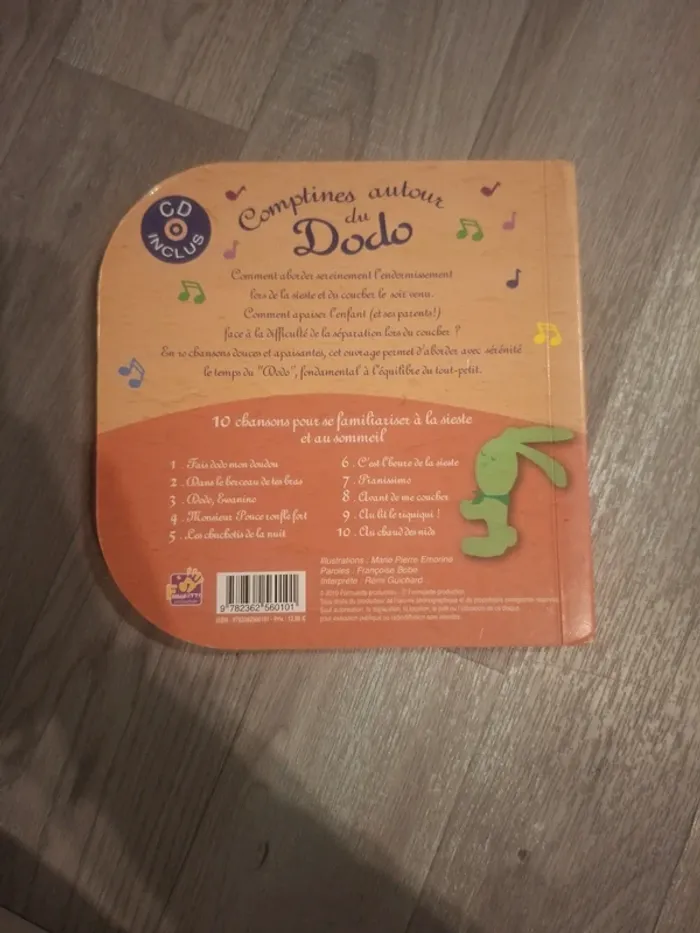 CD
INCLUS
Comptines autour
du
Dodo
Comment aborder sereinement l'endormissement
lors de la sieste et du coucher le soir venu.
Comment apaiser l'enfant (et ses parents!)
face à la difficulté de la séparation lors du coucher ?
En 10 chansons douces et apaisantes, cet ouvrage permet d'aborder avec sérénité
le temps du "Dodo", fondamental à l'équilibre du tout-petit.
10 chansons pour se familiariser à la sieste
et au sommeil
1 . Fais dodo mon doudou
2 . Dans le berceau de tes bras
3 . Dodo,
4 . Monsieur Pouce ronfle fort
5 . Les chuchotis de la nuit
6 . C'est l'heure de la sieste
7 . Pianissimo
8 . Avant de me coucher
9 . Au lit le riquiqui !
10 . Au chaud des nids
Illustrations : Marie Pierre Emorine
Paroles : Françoise Bobe
Interprète : Rémi Guichard
9 782362 560101